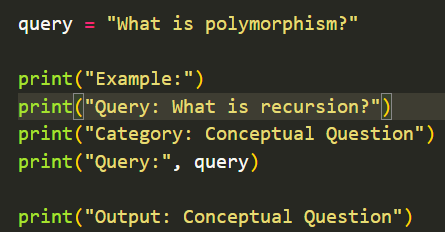 query = "What is polymorphism?"
print("Example:")
print("Query: What is recursion?")
print("Category: Conceptual Question")
print("Query:", query)
print("Output: Conceptual Question")